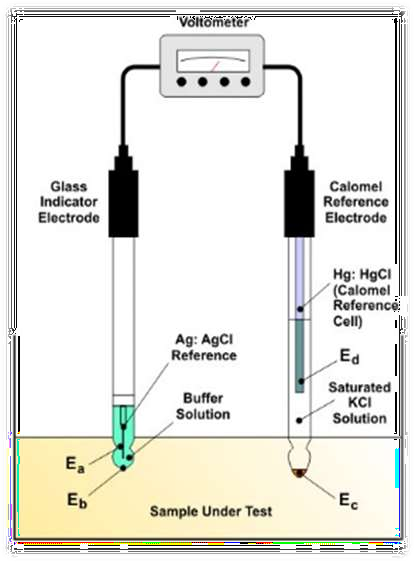 Voltometer
Glass
Indicator
Electrode
Calomel
Reference
Electrode
Hg: HgCl
(Calomel
Reference
Cell)
Ag: AgCl
Reference
Ed
Buffer
Solution
Saturated
KCl
Solution
Ea
Eb
Ec
Sample Under Test